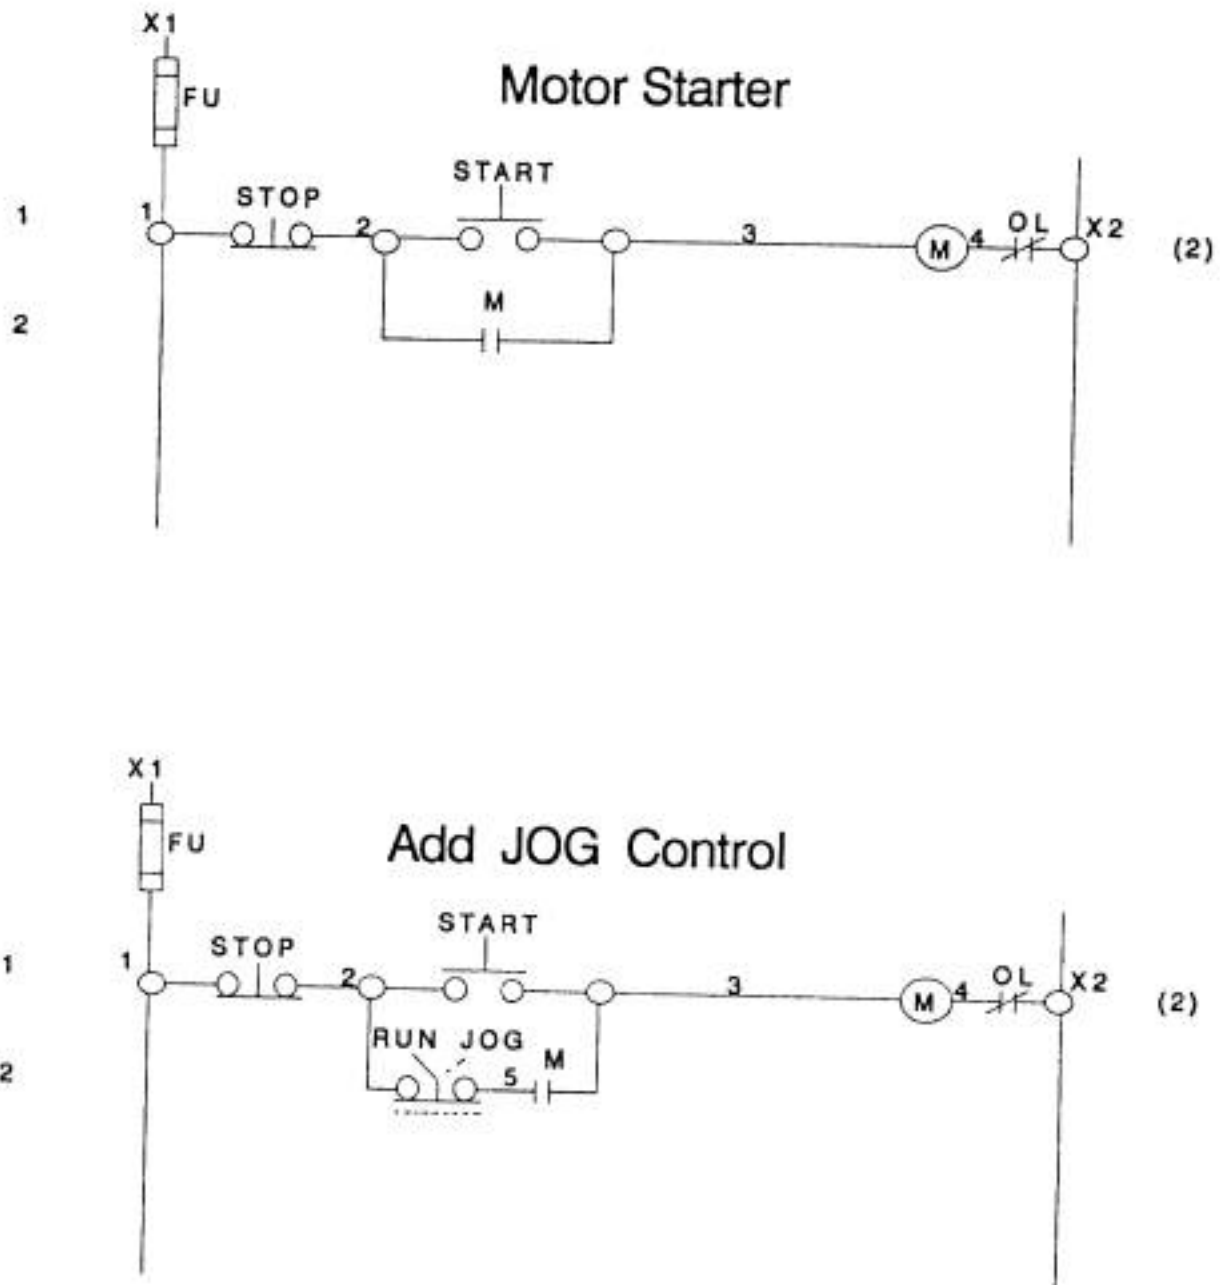 X1
FU
Motor Starter
START
STOP
1
1
2
3
M
4
OL
X2
(2)
2
M
X1
FU
Add JOG Control
START
STOP
1
1
2
3
M
4
OL
X2
(2)
RUN JOG
M
2
5